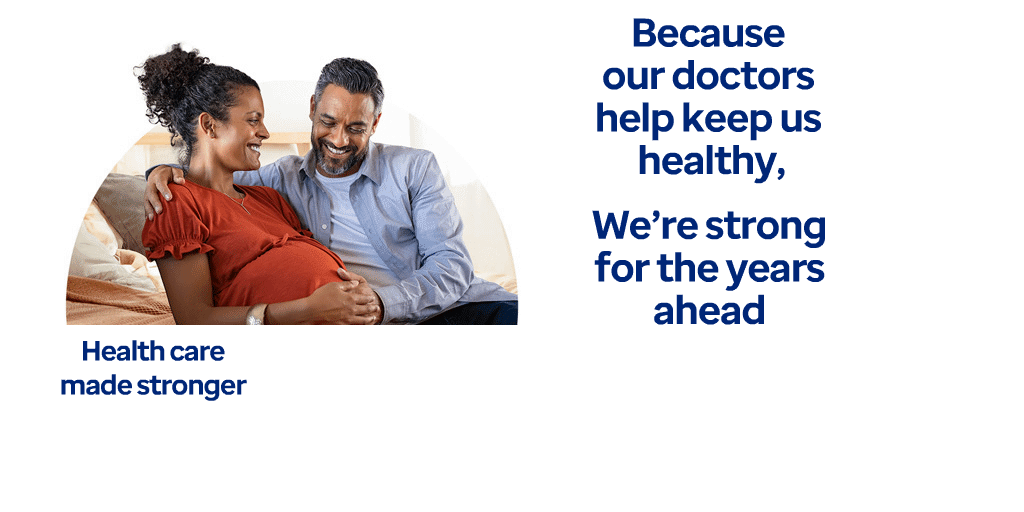 Because
our doctors
help keep us
healthy,
We’re strong
for the years
ahead
Health care
made stronger